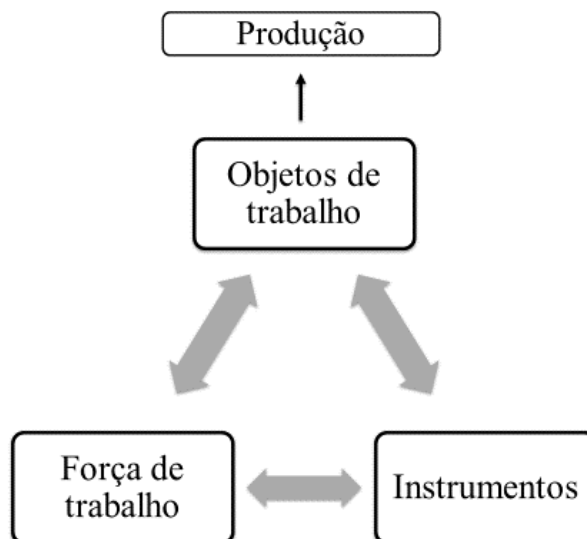 Produção
Objetos de
trabalho
Força de
trabalho
Instrumentos